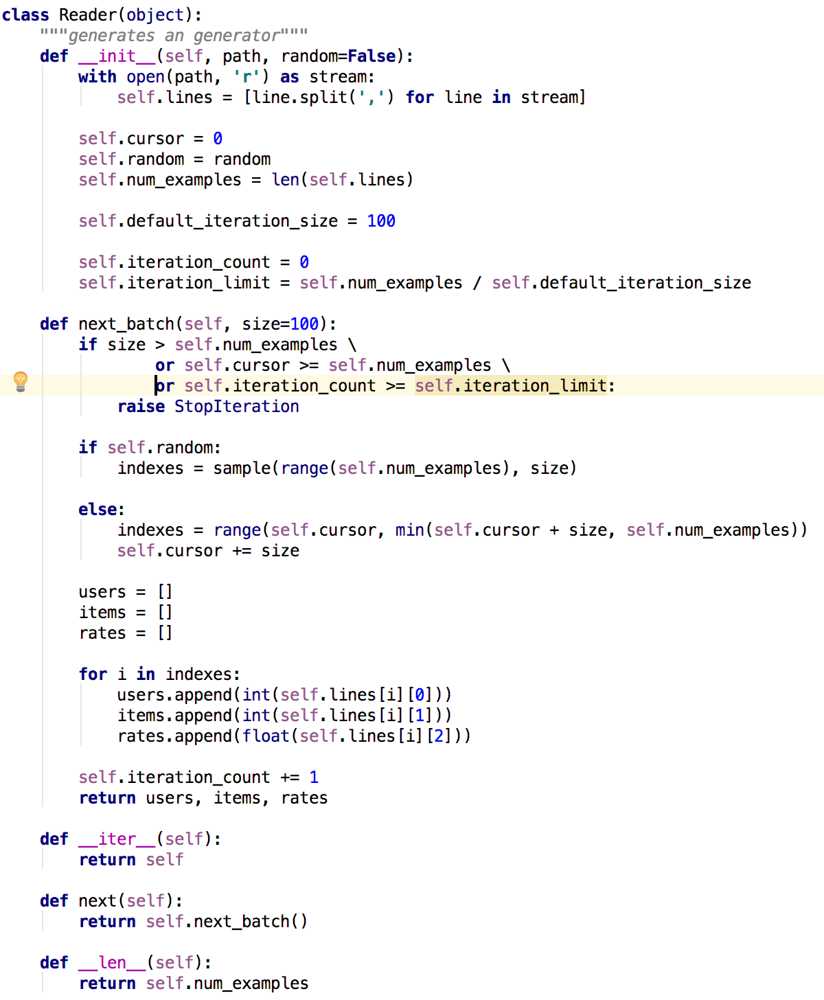 class Reader(object):
    """generates an generator"""
    def __init__(self, path, random=False):
        with open(path, 'r') as stream:
            self.lines = [line.split(',') for line in stream]

        self.cursor = 0
        self.random = random
        self.num_examples = len(self.lines)

        self.default_iteration_size = 100

        self.iteration_count = 0
        self.iteration_limit = self.num_examples / self.default_iteration_size

    def next_batch(self, size=100):
        if size > self.num_examples \
                or self.cursor >= self.num_examples \
                or self.iteration_count >= self.iteration_limit:
            raise StopIteration

        if self.random:
            indexes = sample(range(self.num_examples), size)

        else:
            indexes = range(self.cursor, min(self.cursor + size, self.num_examples))
            self.cursor += size

        users = []
        items = []
        rates = []

        for i in indexes:
            users.append(int(self.lines[i][0]))
            items.append(int(self.lines[i][1]))
            rates.append(float(self.lines[i][2]))

        self.iteration_count += 1
        return users, items, rates

    def __iter__(self):
        return self

    def next(self):
        return self.next_batch()

    def __len__(self):
        return self.num_examples